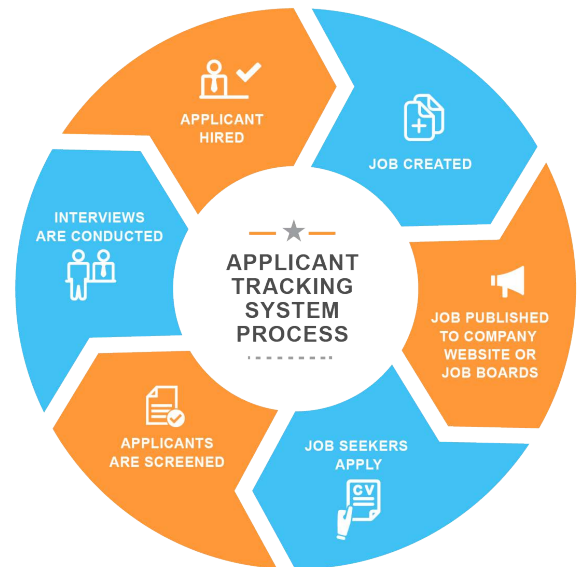 APPLICANT
TRACKING
SYSTEM
PROCESS
JOB CREATED
JOB PUBLISHED
TO COMPANY
WEBSITE OR
JOB BOARDS
JOB SEEKERS
APPLY
CV
APPLICANTS
ARE SCREENED
INTERVIEWS
ARE CONDUCTED
APPLICANT
HIRED